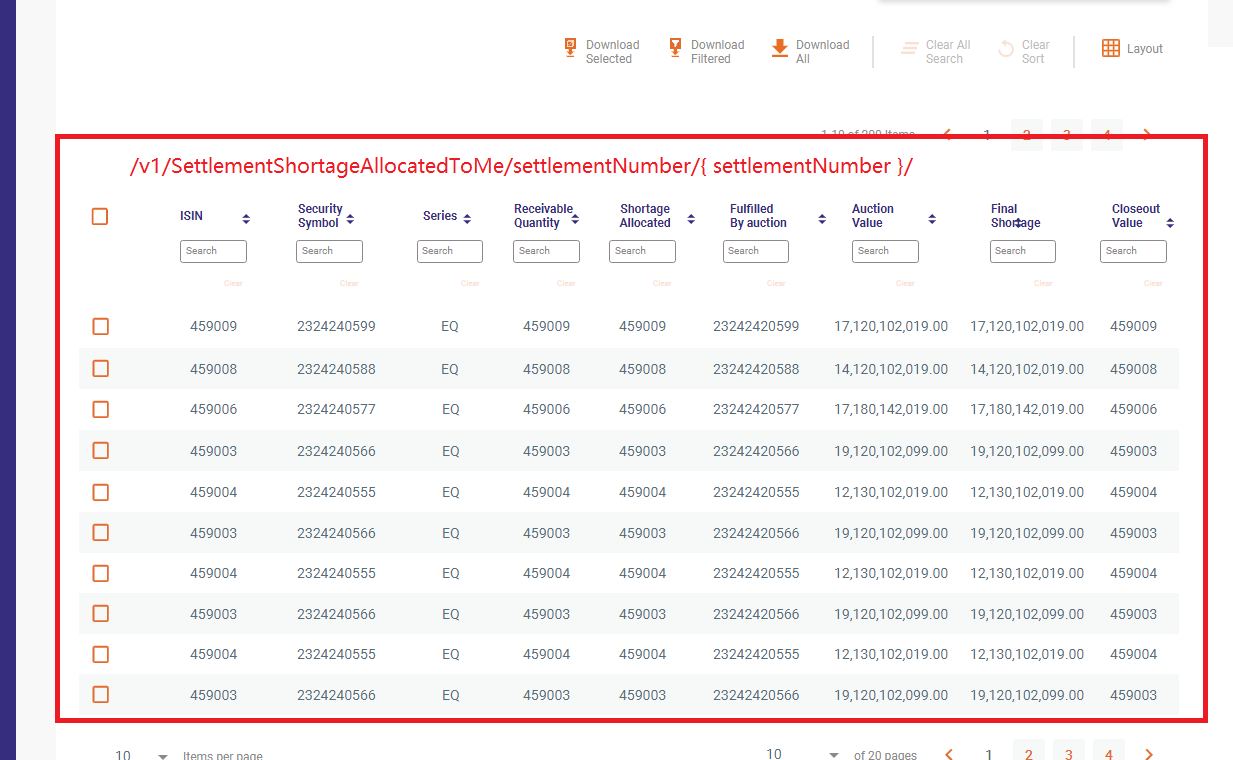 Download Selected
Download Filtered
Download All
Clear All Search
Clear Sort
Layout
1-10 of 200 Items 1 2 3 4
/v1/SettlementShortageAllocatedToMe/settlementNumber/{ settlementNumber }/
ISIN Security Symbol Series Receivable Quantity Shortage Allocated Fulfilled By auction Auction Value Final Shortage Closeout Value
Search Search Search Search Search Search Search Search Search
Clear Clear Clear Clear Clear Clear Clear Clear Clear
459009 2324240599 EQ 459009 459009 23242420599 17,120,102,019.00 17,120,102,019.00 459009
459008 2324240588 EQ 459008 459008 23242420588 14,120,102,019.00 14,120,102,019.00 459008
459006 2324240577 EQ 459006 459006 23242420577 17,180,142,019.00 17,180,142,019.00 459006
459003 2324240566 EQ 459003 459003 23242420566 19,120,102,099.00 19,120,102,099.00 459003
459004 2324240555 EQ 459004 459004 23242420555 12,130,102,019.00 12,130,102,019.00 459004
459003 2324240566 EQ 459003 459003 23242420566 19,120,102,099.00 19,120,102,099.00 459003
459004 2324240555 EQ 459004 459004 23242420555 12,130,102,019.00 12,130,102,019.00 459004
459003 2324240566 EQ 459003 459003 23242420566 19,120,102,099.00 19,120,102,099.00 459003
459004 2324240555 EQ 459004 459004 23242420555 12,130,102,019.00 12,130,102,019.00 459004
459003 2324240566 EQ 459003 459003 23242420566 19,120,102,099.00 19,120,102,099.00 459003
10 Items per page 10 of 20 pages 1 2 3 4